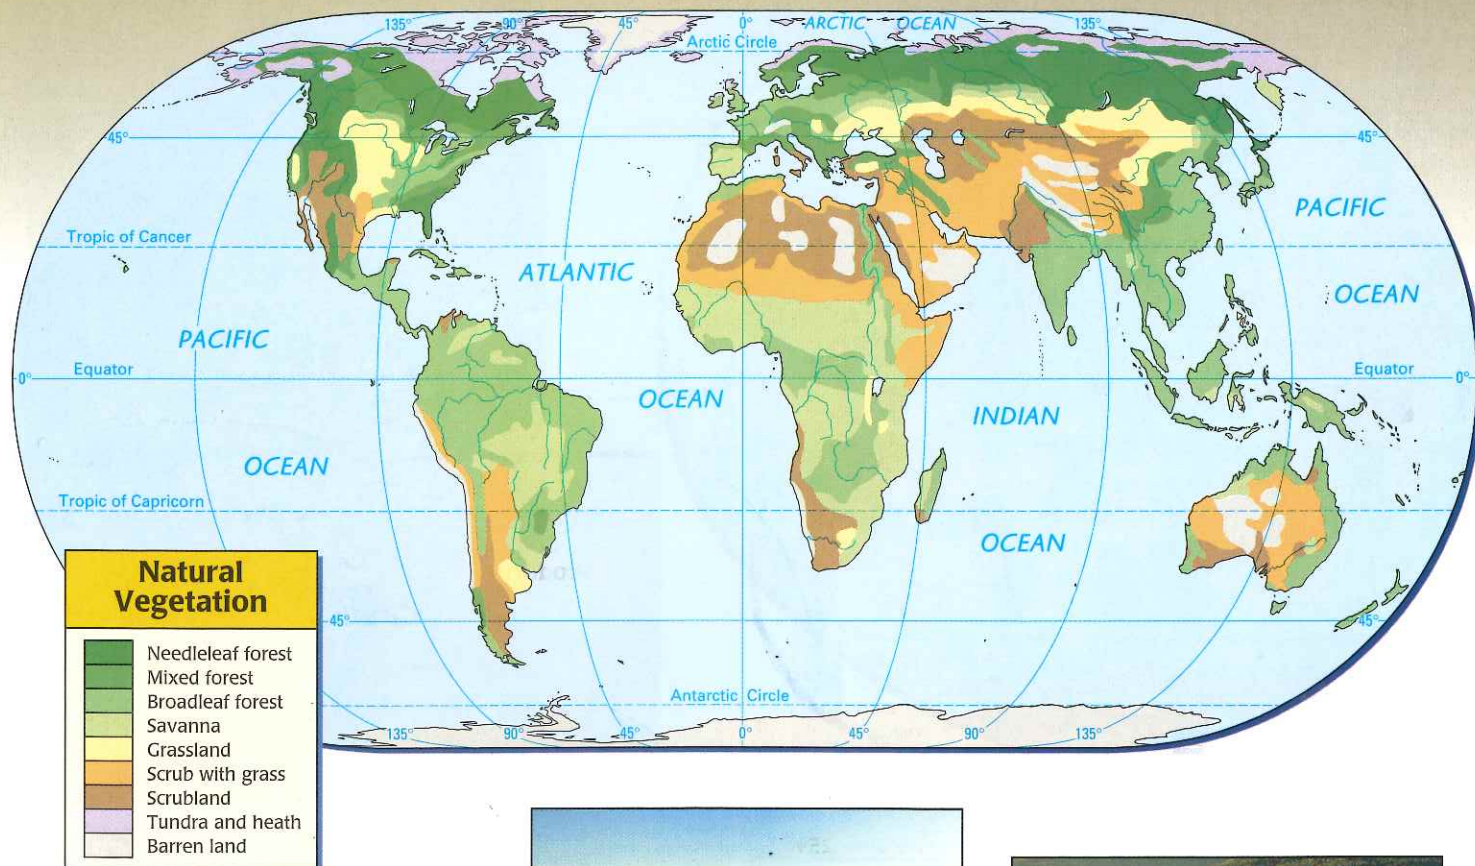 135°
90°
45°
0°
ARCTIC OCEAN
135°
Arctic Circle
45°
45°
PACIFIC
Tropic of Cancer
ATLANTIC
OCEAN
PACIFIC
Equator
Equator
0°
0°
OCEAN
INDIAN
OCEAN
Tropic of Capricorn
OCEAN
45°
45°
Antarctic Circle
135°
90°
45°
0°
45°
90°
135°
Natural
Vegetation
Needleleaf forest
Mixed forest
Broadleaf forest
Savanna
Grassland
Scrub with grass
Scrubland
Tundra and heath
Barren land